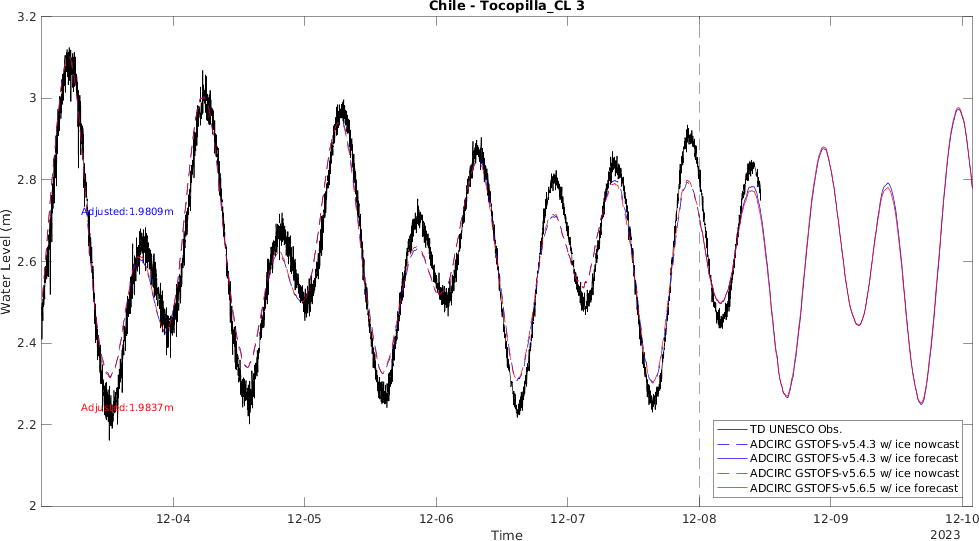 Chile - Tocopilla_CL 3
3.2
3
2.8
2.6
2.4
2.2
2
Water Level (m)
Adjusted:1.9809m
Adjusted:1.9837m
TD UNESCO Obs.
ADCIRC GSTOFS-v5.4.3 w/ ice nowcast
ADCIRC GSTOFS-v5.4.3 w/ ice forecast
ADCIRC GSTOFS-v5.6.5 w/ ice nowcast
ADCIRC GSTOFS-v5.6.5 w/ ice forecast
12-04 12-05 12-06 12-07 12-08 12-09 12-10
Time
2023